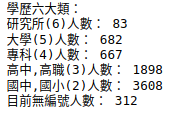 學歷六大類：
研究所(6)人數： 83
大學(5)人數： 682
專科(4)人數： 667
高中,高職(3)人數： 1898
國中,國小(2)人數： 3608
目前無編號人數： 312